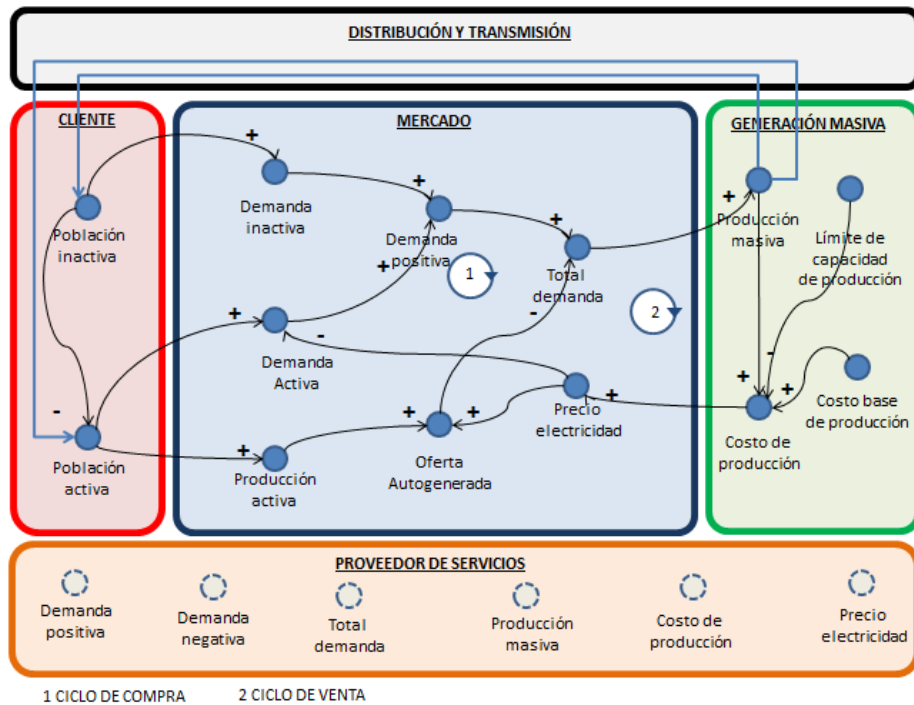 DISTRIBUCIÓN Y TRANSMISIÓN
CLIENTE
Población
inactiva
-
Población
activa
MERCADO
+
Demanda
inactiva
+
Demanda
positiva
+
Total
demanda
+
1
-
2
+
Demanda
Activa
-
+
Producción
activa
+
Oferta
Autogenerada
+
Precio
electricidad
+
GENERACIÓN MASIVA
+
Producción
masiva
Límite de
capacidad
de producción
-
+
+
Costo de
producción
Costo base
de producción
PROVEEDOR DE SERVICIOS
Demanda
positiva
Demanda
negativa
Total
demanda
Producción
masiva
Costo de
producción
Precio
electricidad
1 CICLO DE COMPRA
2 CICLO DE VENTA